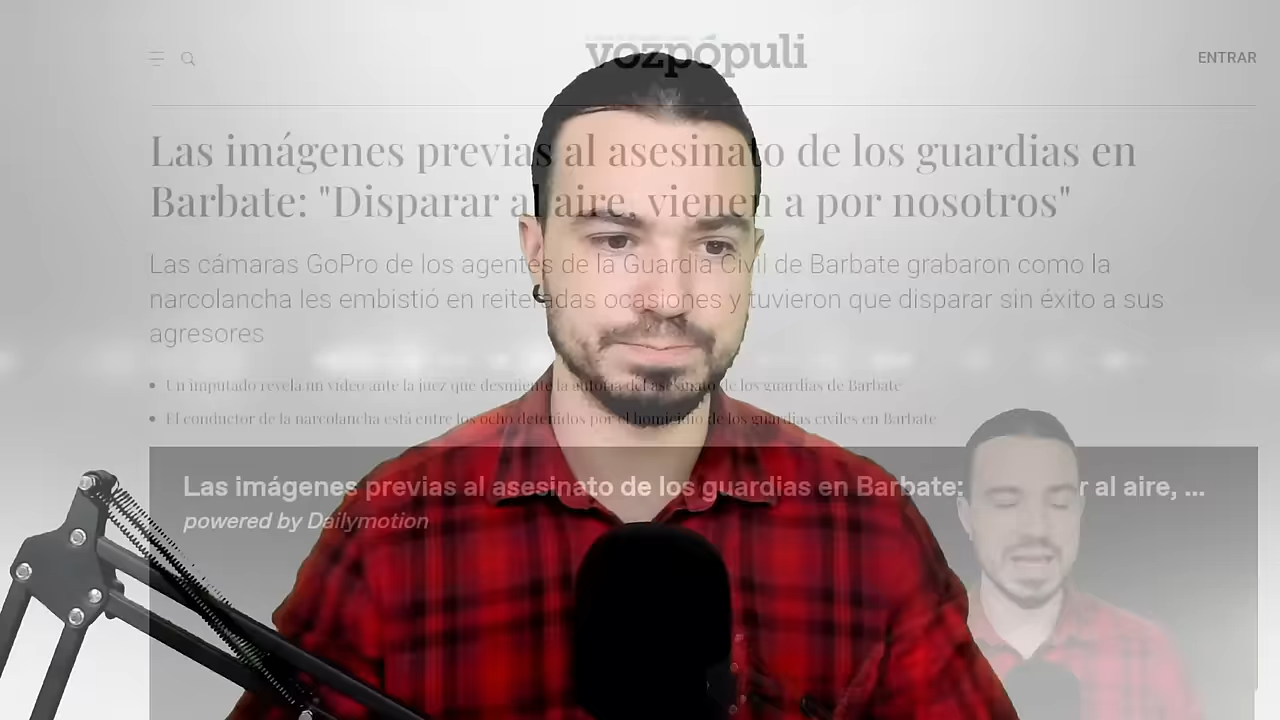 vozpópuli
ENTRAR
Las imágenes previas al asesinato de los guardias en
Barbate: "Disparar al aire, vienen a por nosotros"
Las cámaras GoPro de los agentes de la Guardia Civil de Barbate grabaron como la
narcolancha les embistió en reiteradas ocasiones y tuvieron que disparar sin éxito a sus
agresores
Un imputado revela un vídeo ante la juez que desmiente la autoría del asesinato de los guardias de Barbate
El conductor de la narcolancha está entre los ocho detenidos por el homicidio de los guardias civiles en Barbate
Las imágenes previas al asesinato de los guardias en Barbate: r al aire, ...
powered by Dailymotion